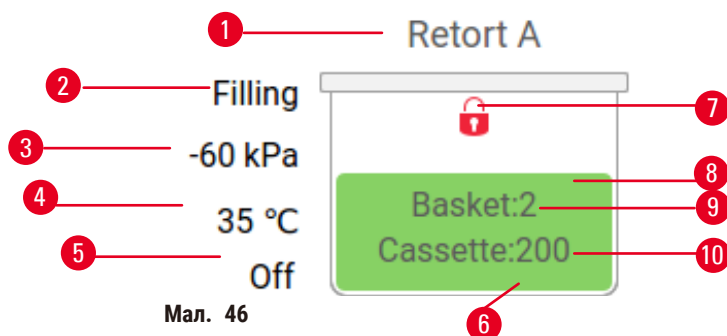 1 Retort A
2 Filling
3 -60 kPa
4 35 °C
5 Off
7
8
Basket:2 9
Cassette:200 10
6
Мал. 46